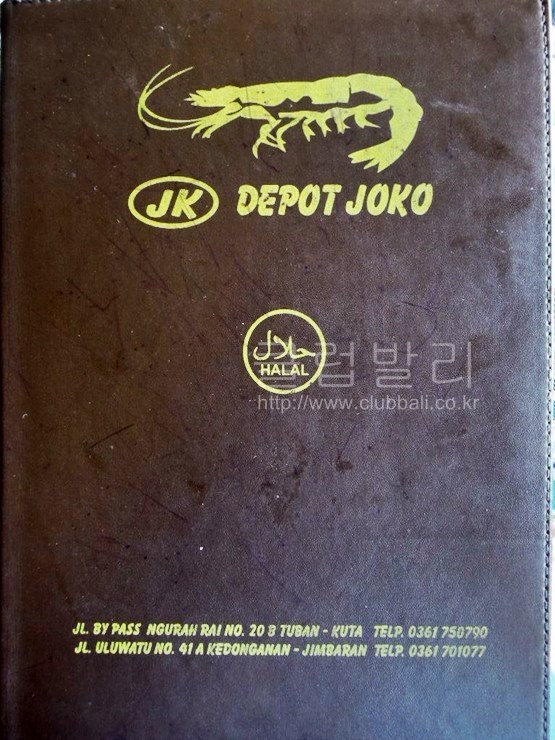 JK DEPOT JOKO
حلال
HALAL
클럽발리
http://www.clubbali.co.kr
JL. BY PASS NGURAH RAI NO. 20 B TUBAN - KUTA TELP. 0361 750790
JL. ULUWATU NO. 41 A KEDONGANAN - JIMBARAN TELP. 0361 701077